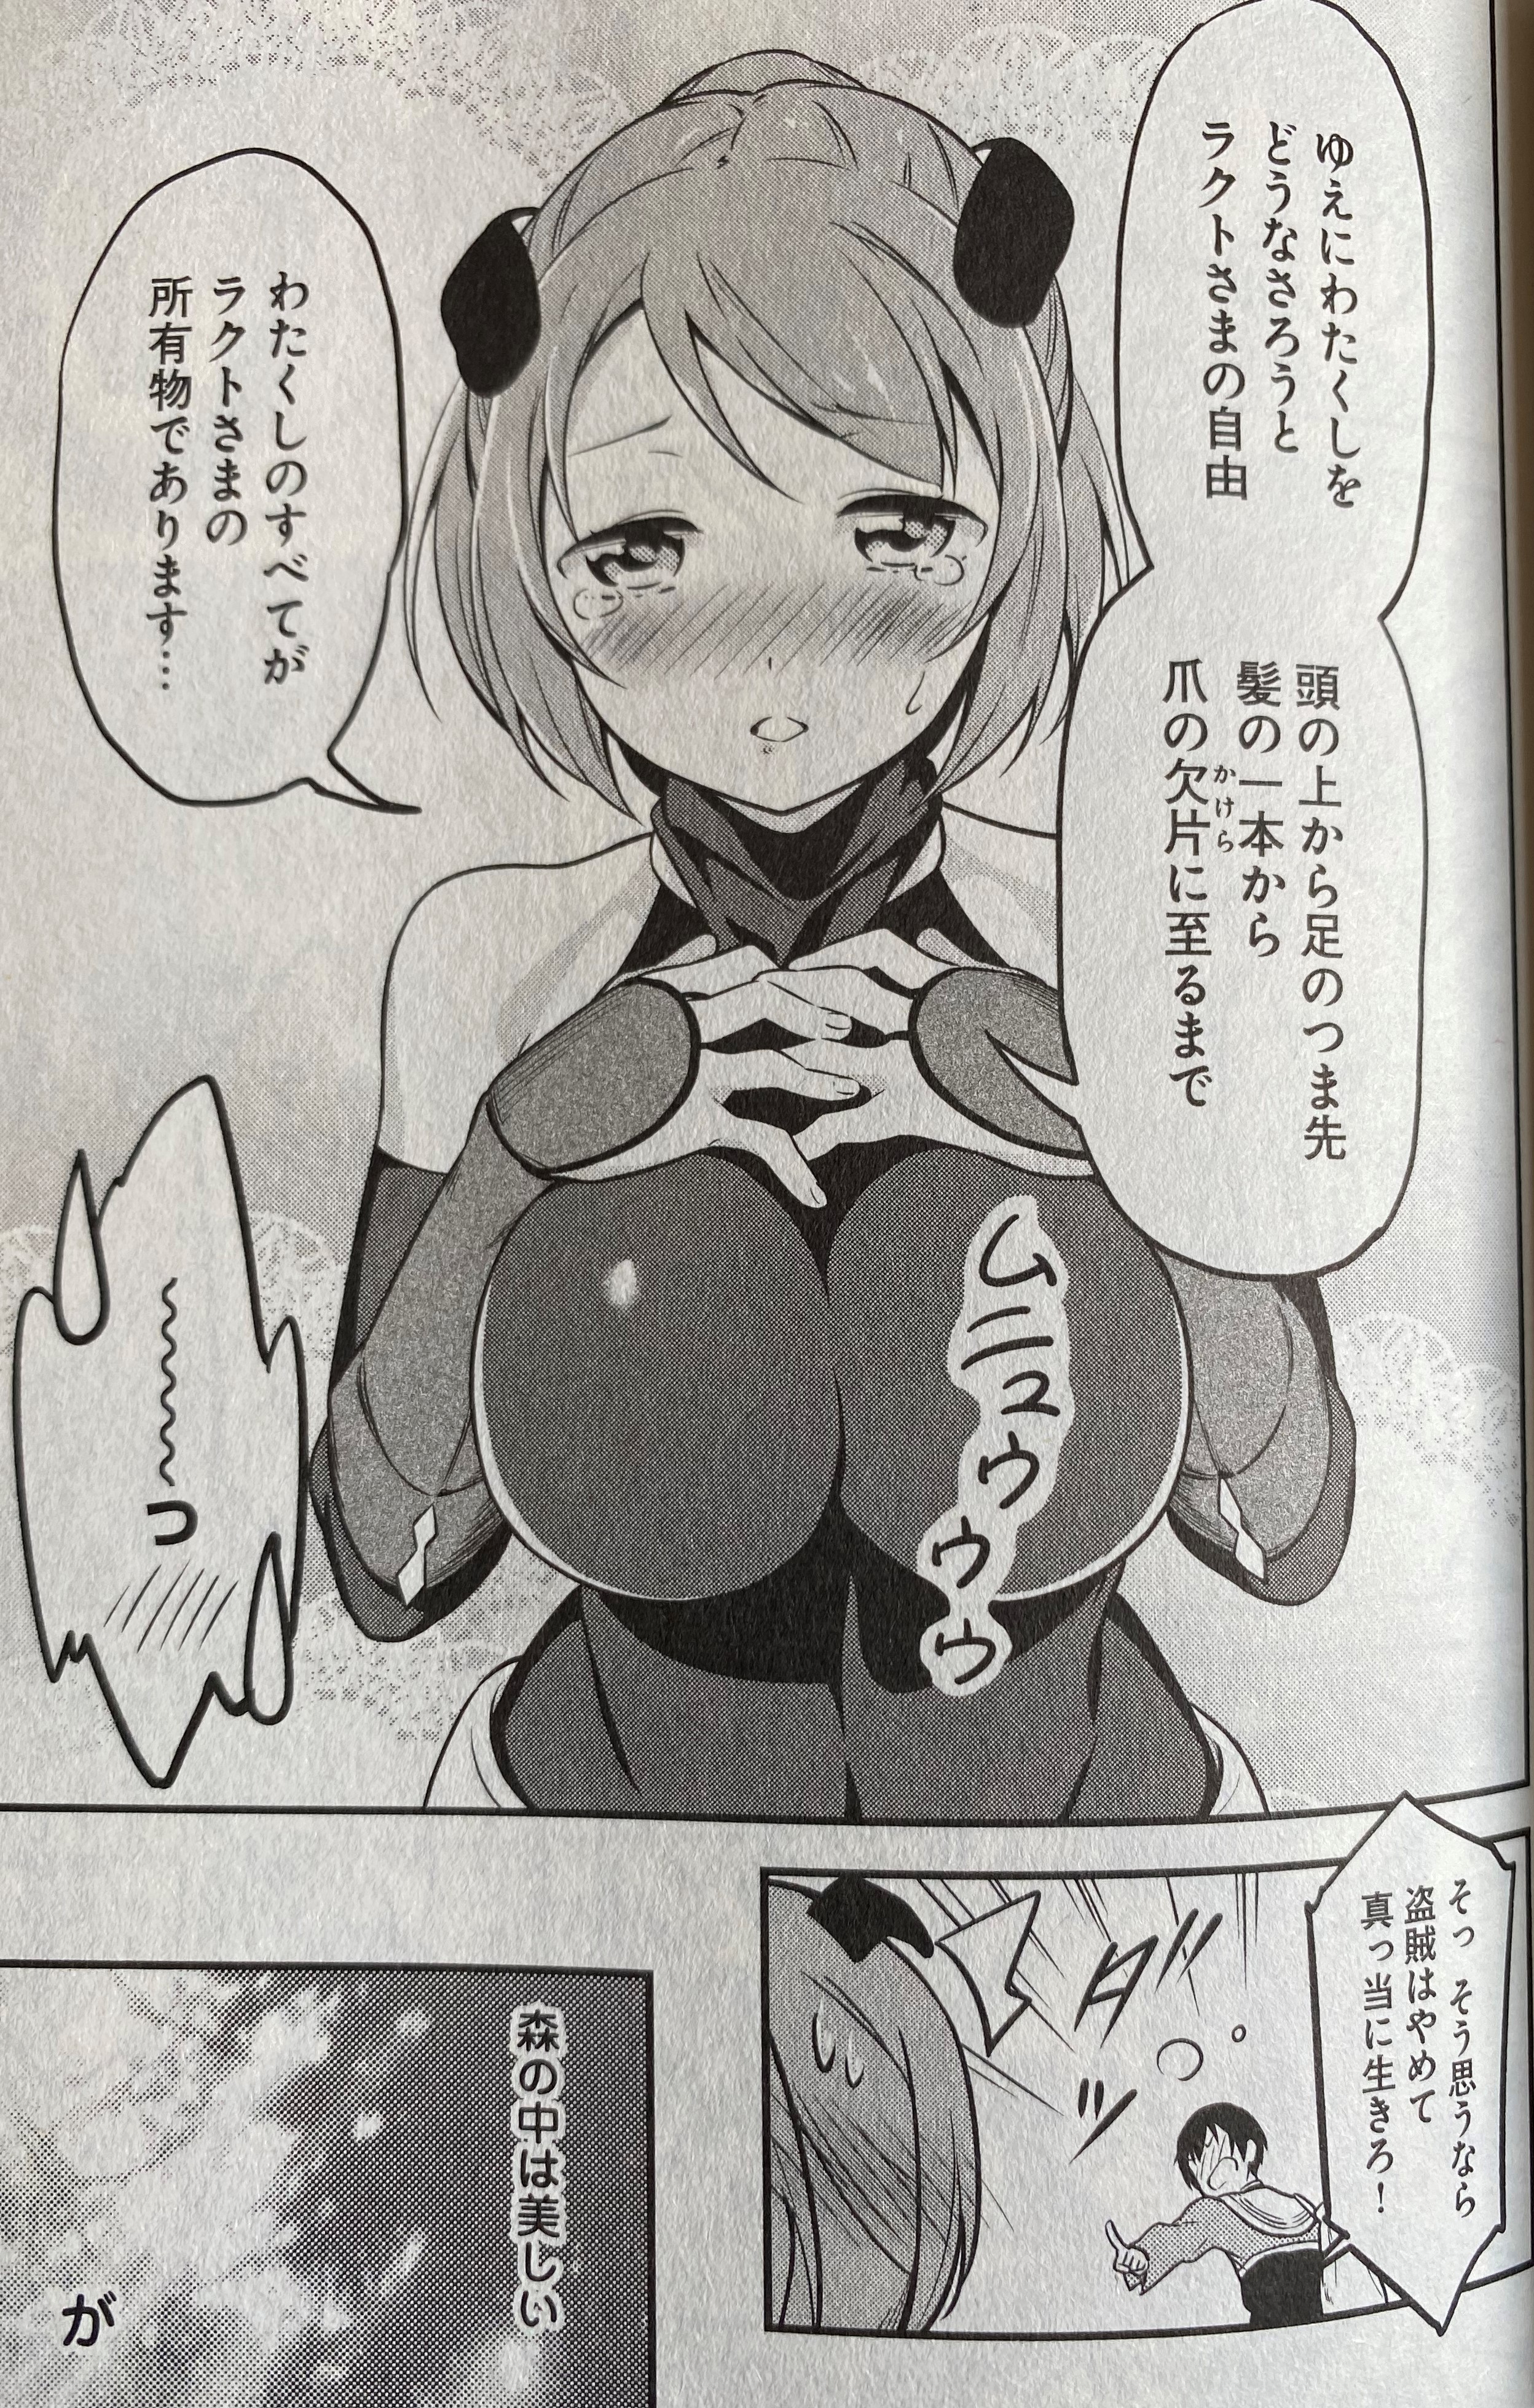 ゆえにわたくしを
どうなさろうと
ラクトさまの自由
頭の上から足のつま先
髪の一本から
爪の欠片に至るまで
かけら
わたくしのすべてが
ラクトさまの
所有物であります…
ムニュウウウ
〜〜〜〜っ
そっ そう思うなら
盗賊はやめて
真っ当に生きろ!
ダッ
森の中は美しい
が